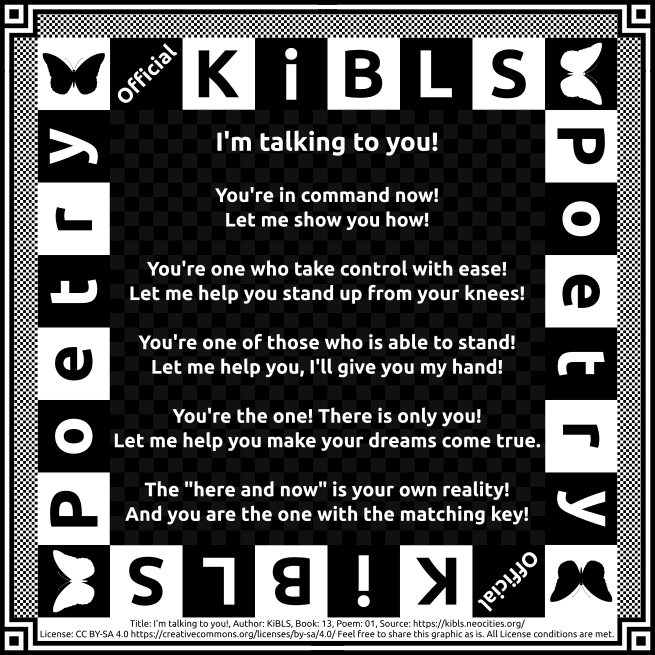 Official KiBLS
Poetry
Poetry
I'm talking to you!
You're in command now!
Let me show you how!
You're one who take control with ease!
Let me help you stand up from your knees!
You're one of those who is able to stand!
Let me help you, I'll give you my hand!
You're the one! There is only you!
Let me help you make your dreams come true.
The "here and now" is your own reality!
And you are the one with the matching key!
Official KiBLS
Title: I'm talking to you!, Author: KiBLS, Book: 13, Poem: 01, Source: https://kibls.neocities.org/
License: CC BY-SA 4.0 https://creativecommons.org/licenses/by-sa/4.0/ Feel free to share this graphic as is. All License conditions are met.